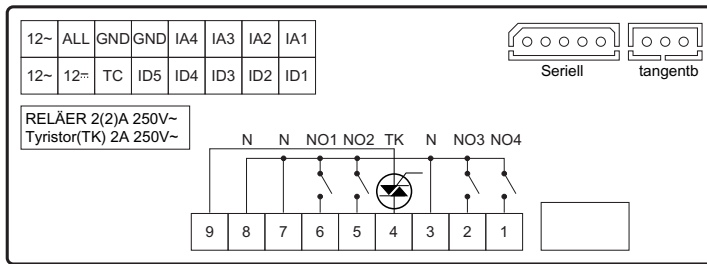 12~ ALL GND GND IA4 IA3 IA2 IA1
12~ 12⎓ TC ID5 ID4 ID3 ID2 ID1
Seriell tangentb
RELÄER 2(2)A 250V~
Tyristor(TK) 2A 250V~
N N NO1 NO2 TK N NO3 NO4
9 8 7 6 5 4 3 2 1